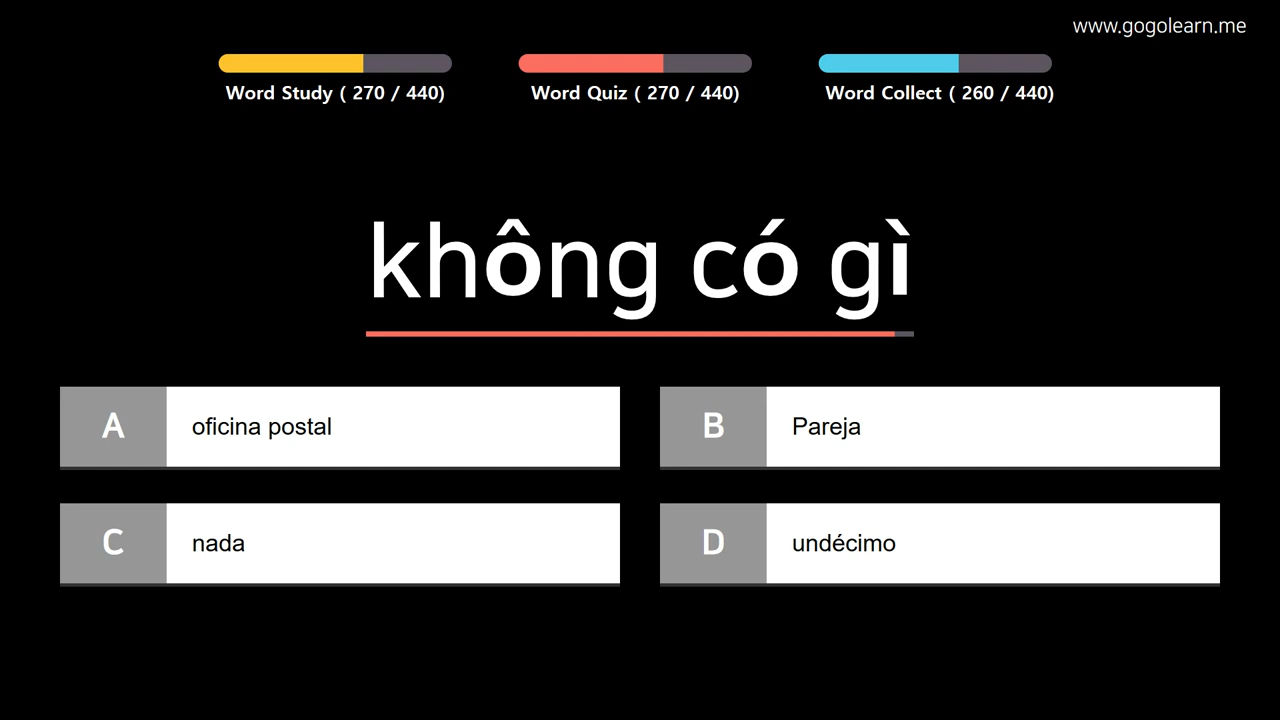 www.gogolearn.me
Word Study ( 270 / 440)
Word Quiz ( 270 / 440)
Word Collect ( 260 / 440)
không có gì
A oficina postal
B Pareja
C nada
D undécimo